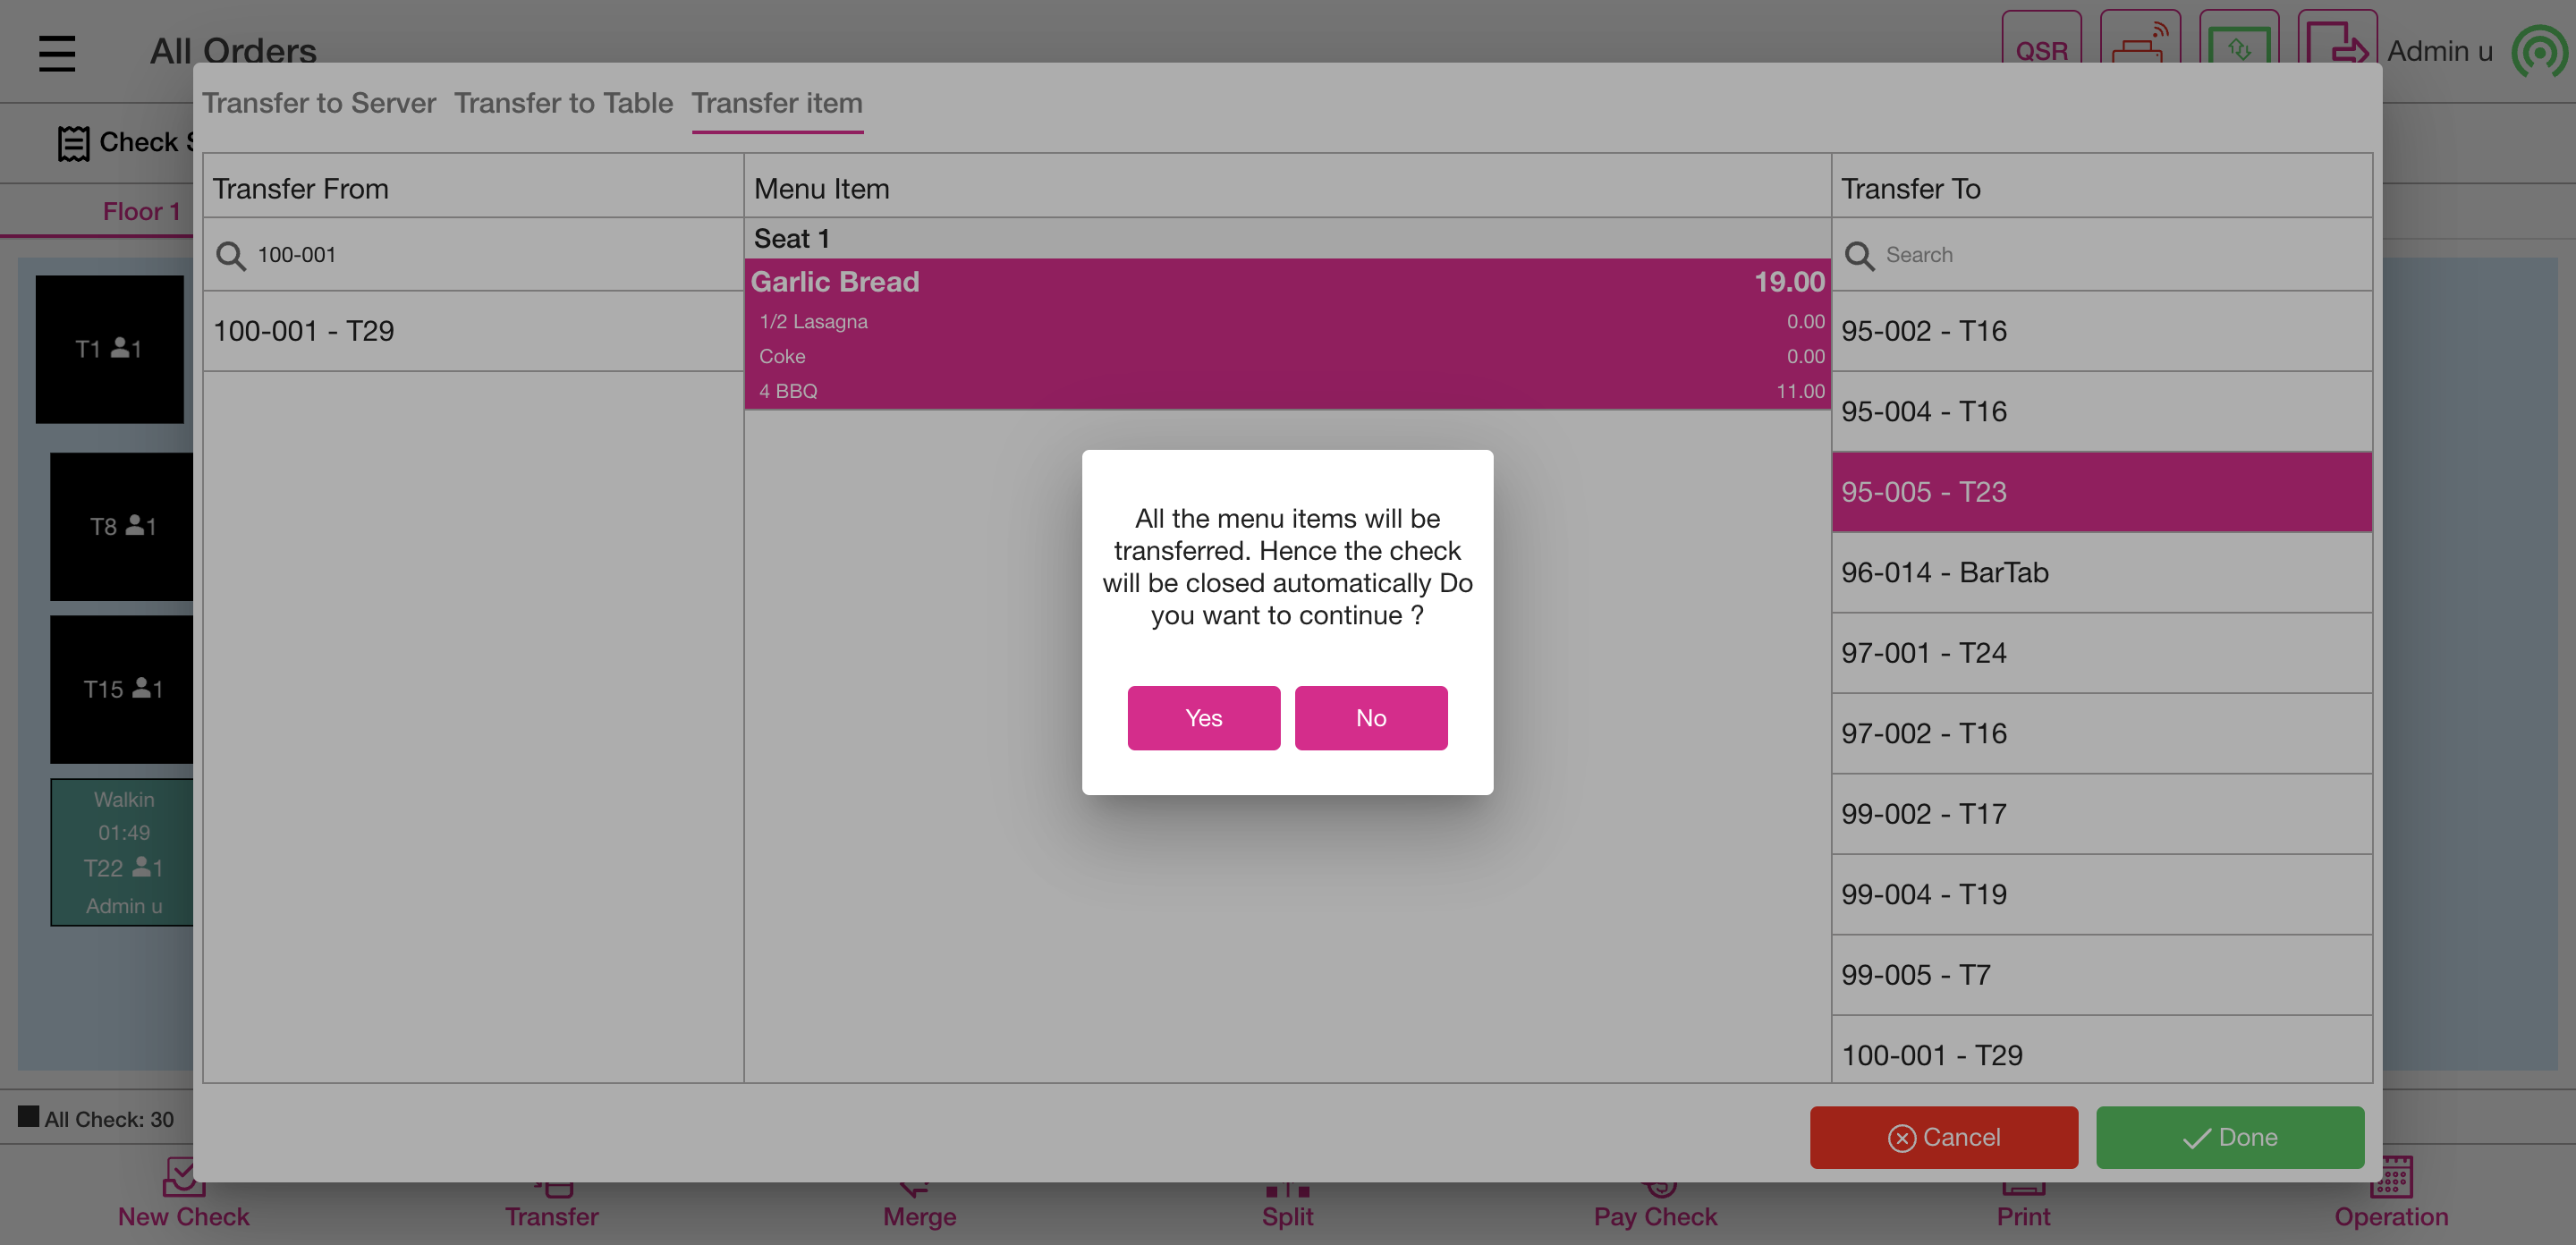 All Orders
QSR
Admin u
Check
Floor 1
T1 1
T8 1
T15 1
Walkin
01:49
T22 1
Admin u
All Check: 30
Transfer to Server Transfer to Table Transfer item
Transfer From
100-001
100-001 - T29
Menu Item
Seat 1
Garlic Bread 19.00
1/2 Lasagna 0.00
Coke 0.00
4 BBQ 11.00
Transfer To
Search
95-002 - T16
95-004 - T16
95-005 - T23
96-014 - BarTab
97-001 - T24
97-002 - T16
99-002 - T17
99-004 - T19
99-005 - T7
100-001 - T29
All the menu items will be
transferred. Hence the check
will be closed automatically Do
you want to continue ?
Yes No
Cancel Done
New Check Transfer Merge Split Pay Check Print Operation